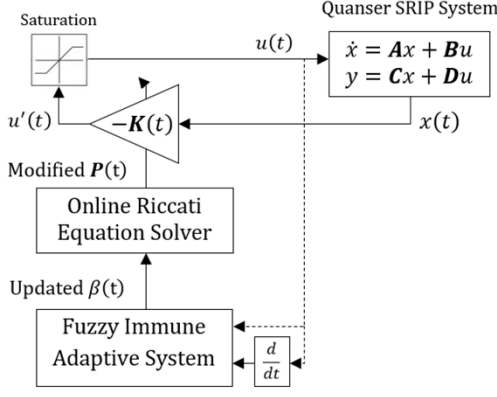 Quanser SRIP System
Saturation
u(t)
ẋ = Ax + Bu
y = Cx + Du
u′(t)
−K(t)
x(t)
Modified P(t)
Online Riccati
Equation Solver
Updated β(t)
Fuzzy Immune
Adaptive System
d
dt